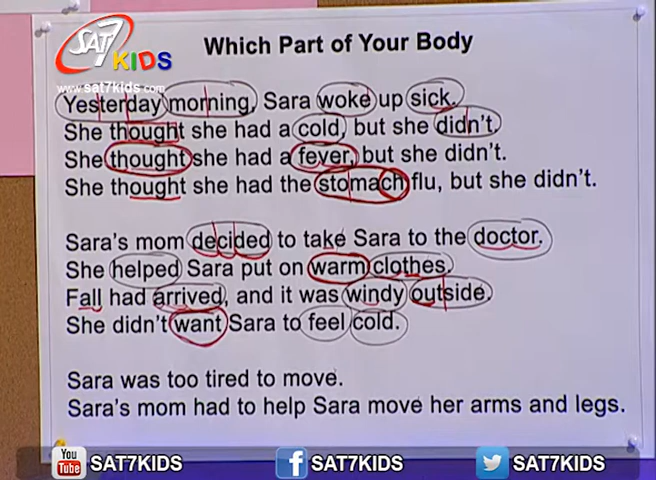 SAT7
KIDS
www.sat7kids.com
Which Part of Your Body
Yesterday morning, Sara woke up sick.
She thought she had a cold, but she didn't.
She thought she had a fever, but she didn't.
She thought she had the stomach flu, but she didn't.
Sara's mom decided to take Sara to the doctor.
She helped Sara put on warm clothes.
Fall had arrived, and it was windy outside.
She didn't want Sara to feel cold.
Sara was too tired to move.
Sara's mom had to help Sara move her arms and legs.
You Tube SAT7KIDS f SAT7KIDS SAT7KIDS